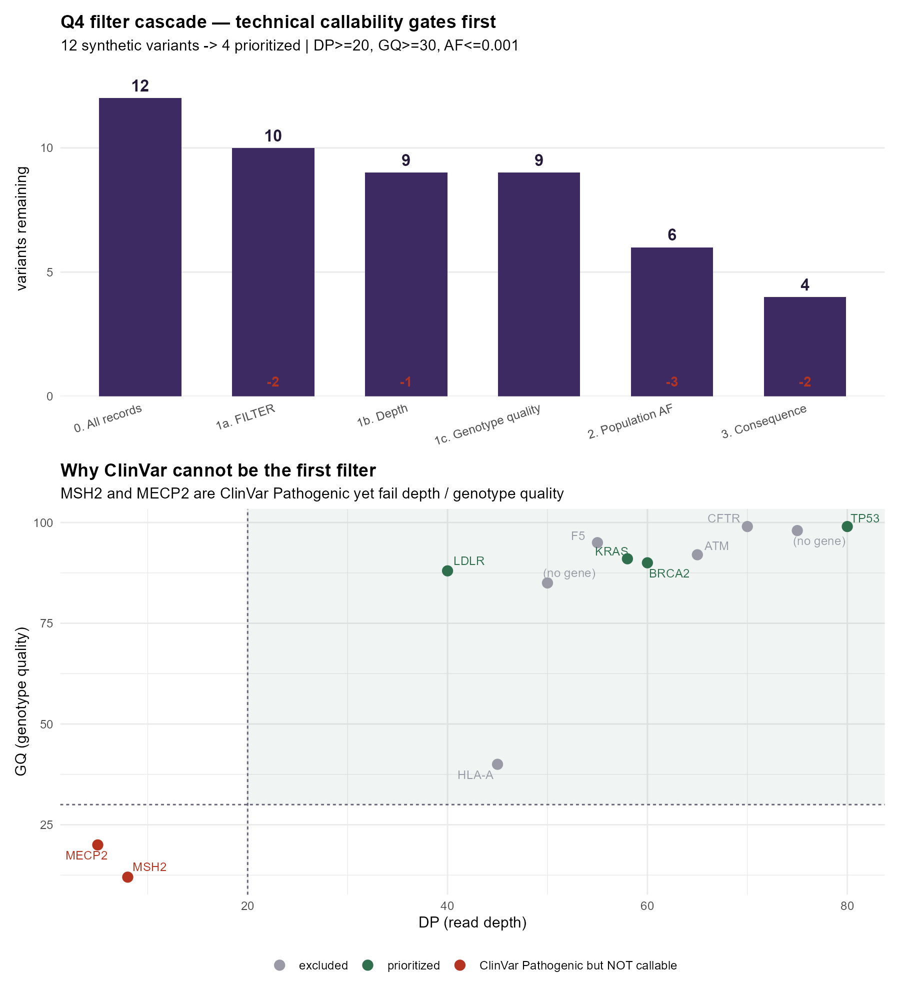 Q4 filter cascade — technical callability gates first
12 synthetic variants -> 4 prioritized | DP>=20, GQ>=30, AF<=0.001
variants remaining
10
5
0
12
10
9
9
6
4
-2
-1
-3
-2
0. All records
1a. FILTER
1b. Depth
1c. Genotype quality
2. Population AF
3. Consequence
Why ClinVar cannot be the first filter
MSH2 and MECP2 are ClinVar Pathogenic yet fail depth / genotype quality
GQ (genotype quality)
100
75
50
25
CFTR
TP53
F5
(no gene)
ATM
KRAS
LDLR
(no gene)
BRCA2
HLA-A
MECP2
MSH2
20
40
60
80
DP (read depth)
excluded
prioritized
ClinVar Pathogenic but NOT callable